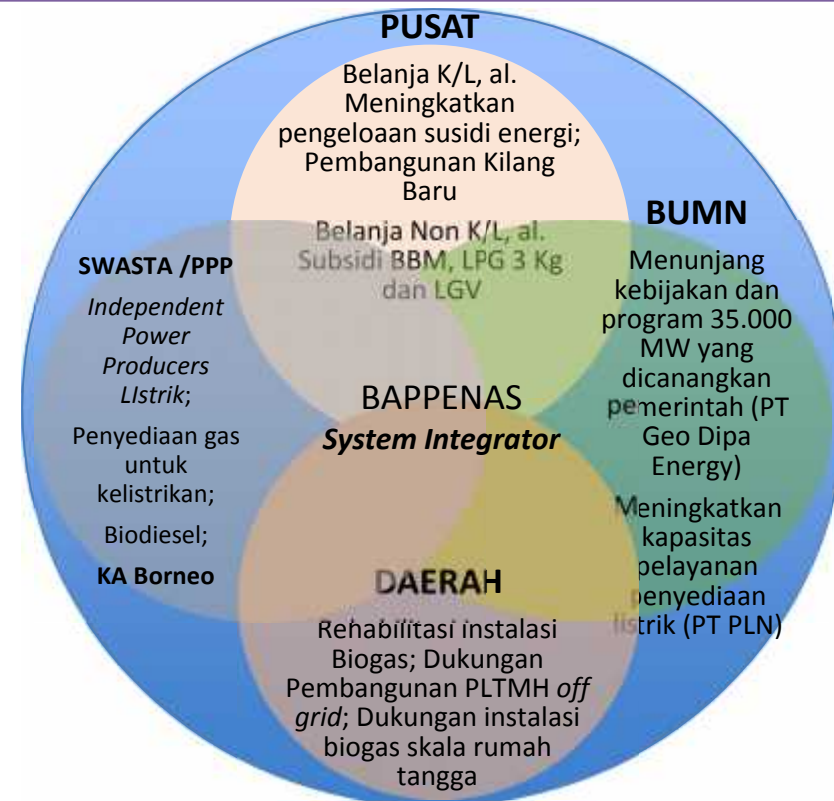 PUSAT
Belanja K/L, al.
Meningkatkan
pengeloaan susidi energi;
Pembangunan Kilang
Baru
Belanja Non K/L, al.
Subsidi BBM, LPG 3 Kg
dan LGV
SWASTA /PPP
Independent
Power
Producers
LIstrik;
Penyediaan gas
untuk
kelistrikan;
Biodiesel;
KA Borneo
BAPPENAS
System Integrator
BUMN
Menunjang
kebijakan dan
program 35.000
MW yang
dicanangkan
pemerintah (PT
Geo Dipa
Energy)
Meningkatkan
kapasitas
pelayanan
penyediaan
listrik (PT PLN)
DAERAH
Rehabilitasi instalasi
Biogas; Dukungan
Pembangunan PLTMH off
grid; Dukungan instalasi
biogas skala rumah
tangga